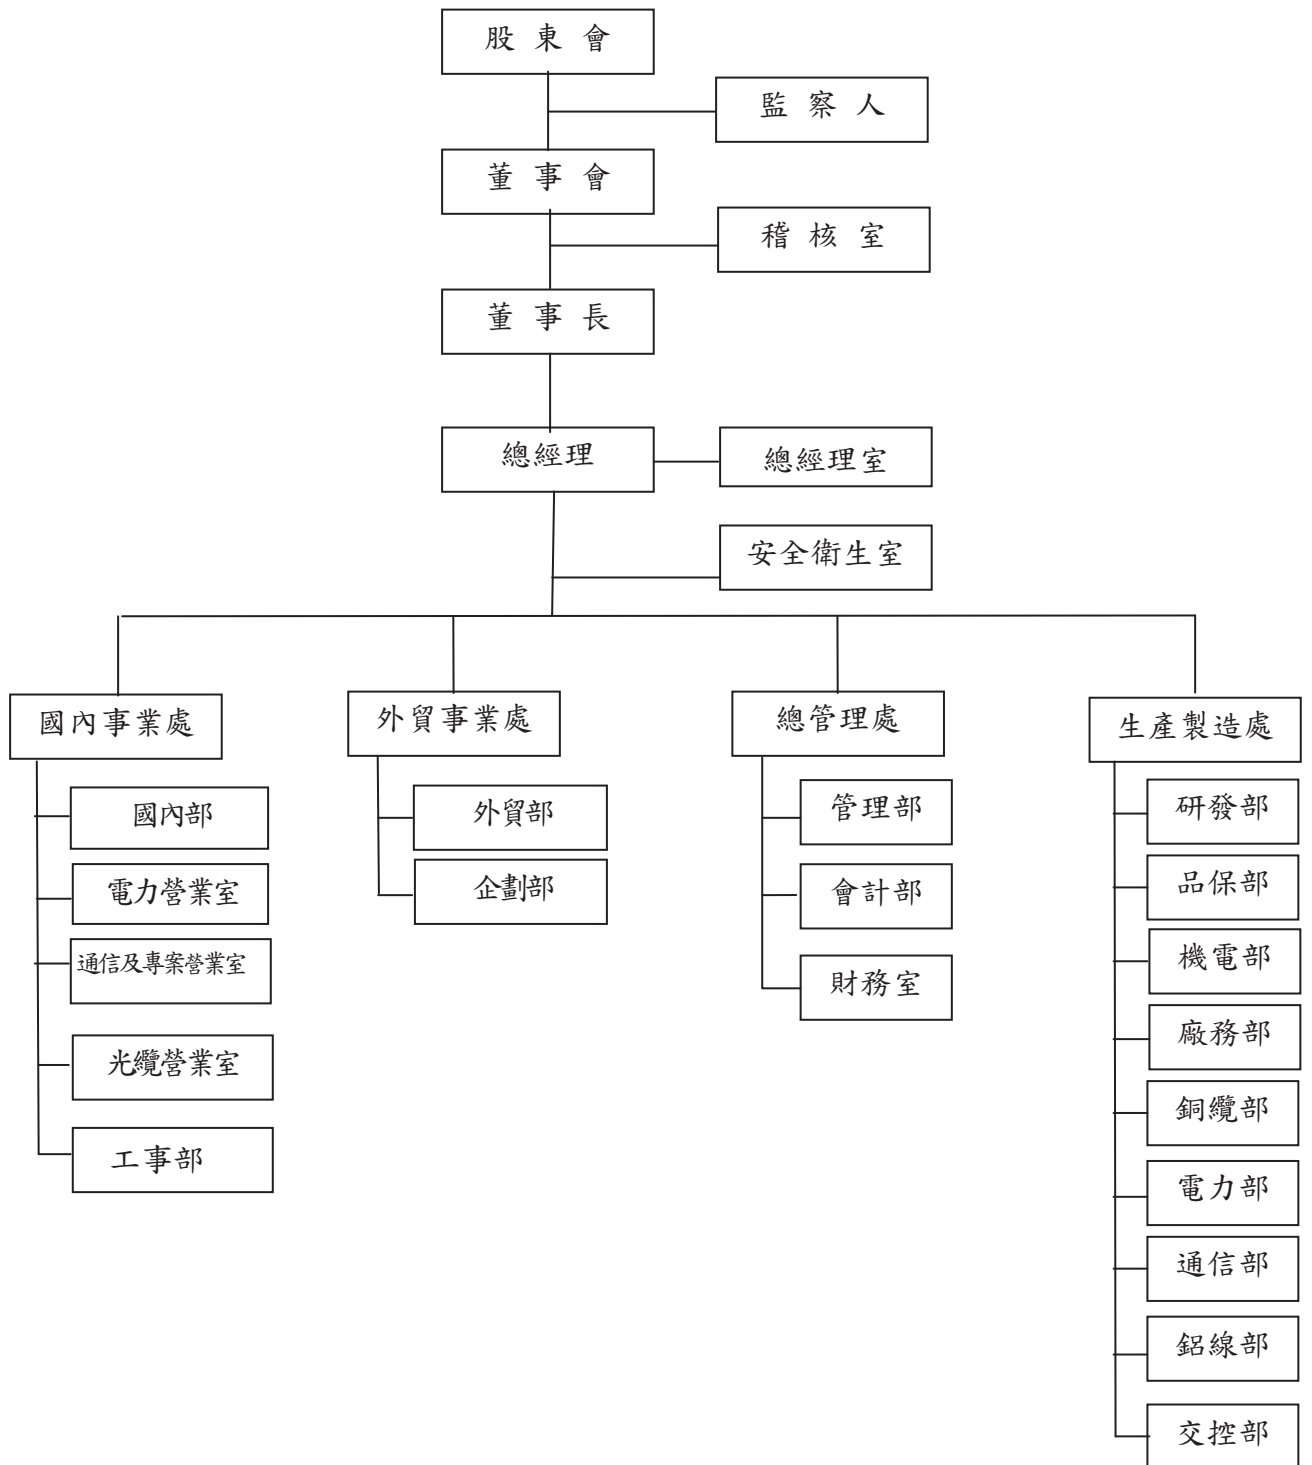 股東會
監察人
董事會
稽核室
董事長
總經理
總經理室
安全衛生室
國內事業處
國內部
電力營業室
通信及專案營業室
光纜營業室
工事部
外貿事業處
外貿部
企劃部
總管理處
管理部
會計部
財務室
生產製造處
研發部
品保部
機電部
廠務部
銅纜部
電力部
通信部
鋁線部
交控部